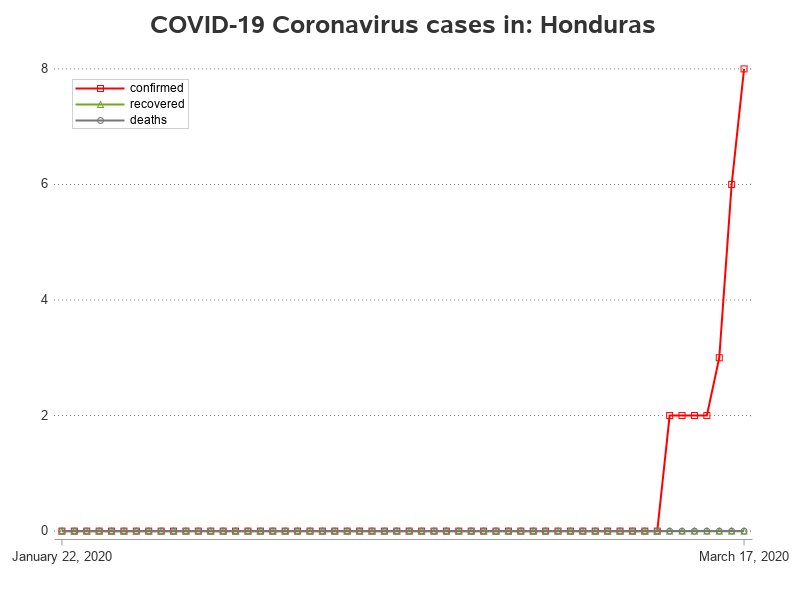 COVID-19 Coronavirus cases in: Honduras
8
confirmed
recovered
deaths
6
4
2
0
January 22, 2020
March 17, 2020